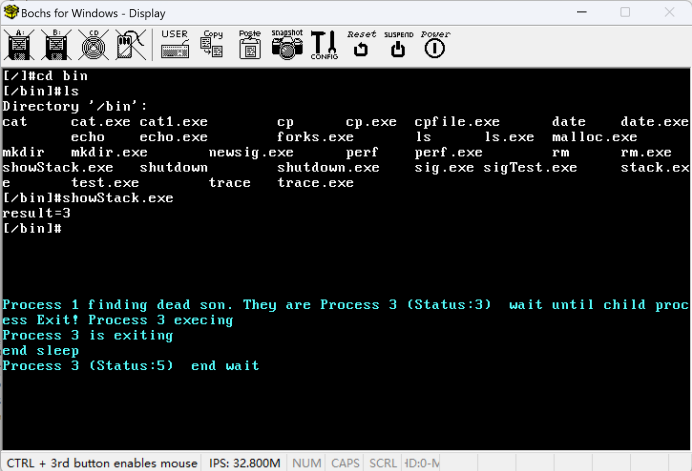 Bochs for Windows - Display
A: B: CD USER Copy Paste snapshot CONFIG Reset SUSPEND Power
[/]#cd bin
[/bin]#ls
Directory '/bin':
cat cat.exe cat1.exe cp cp.exe cpfile.exe date date.exe
echo echo.exe forks.exe ls ls.exe malloc.exe
mkdir mkdir.exe newsig.exe perf perf.exe rm rm.exe
showStack.exe shutdown shutdown.exe sig.exe sigTest.exe stack.ex
e test.exe trace trace.exe
[/bin]#showStack.exe
result=3
[/bin]#
Process 1 finding dead son. They are Process 3 (Status:3) wait until child proc
ess Exit! Process 3 execing
Process 3 is exiting
end sleep
Process 3 (Status:5) end wait
CTRL + 3rd button enables mouse IPS: 32.800M NUM CAPS SCRL HD:0-M